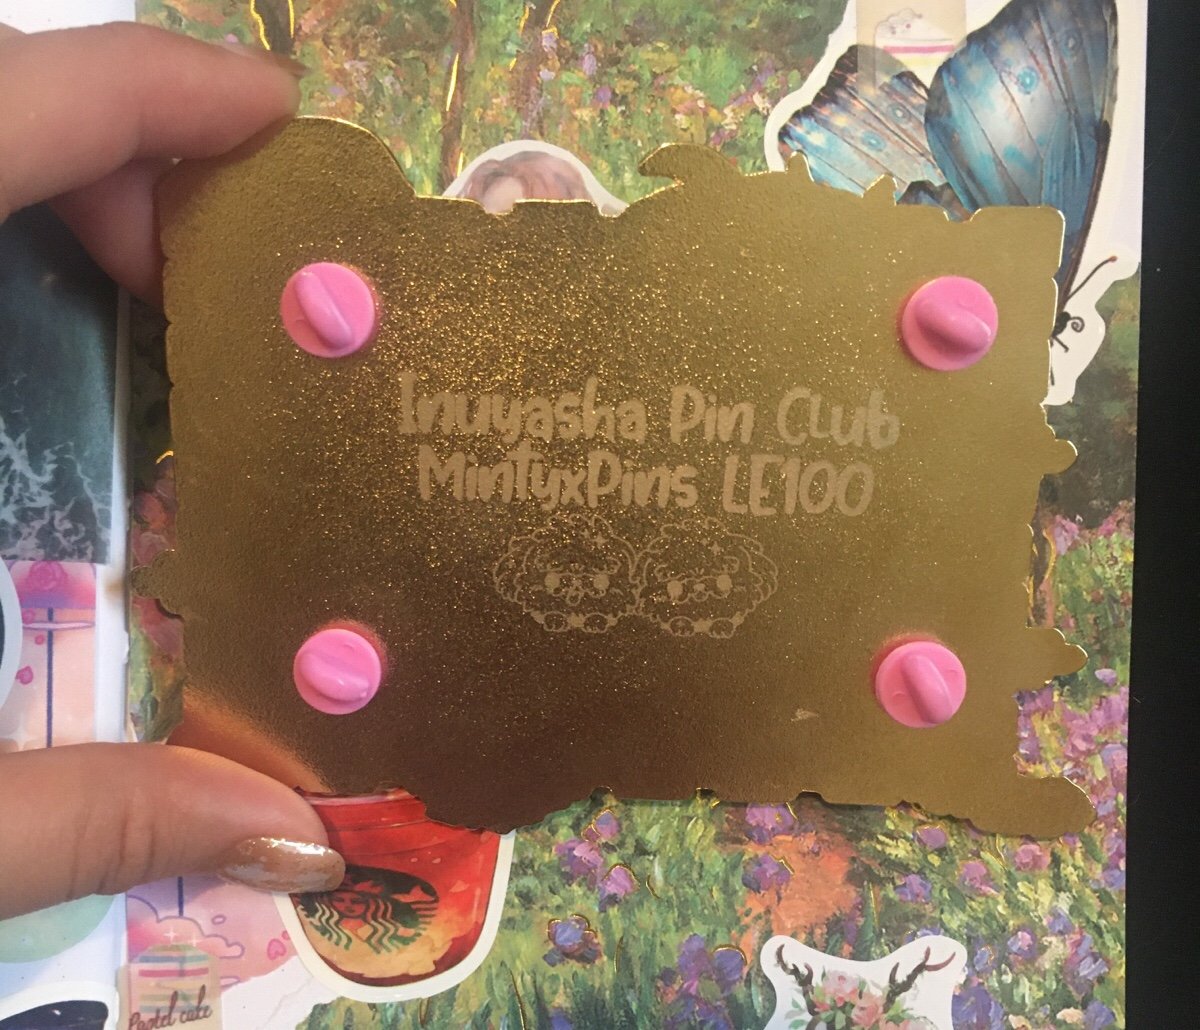 Inuyasha Pin Club
MintyxPins LE100
Pastel cake